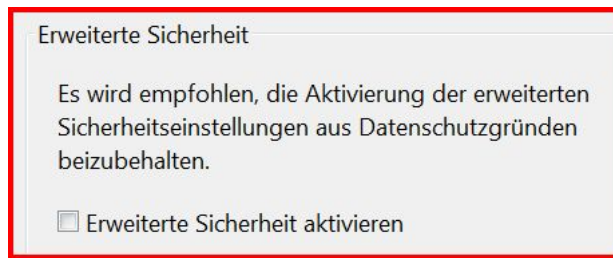 Erweiterte Sicherheit
Es wird empfohlen, die Aktivierung der erweiterten
Sicherheitseinstellungen aus Datenschutzgründen
beizubehalten.
Erweiterte Sicherheit aktivieren